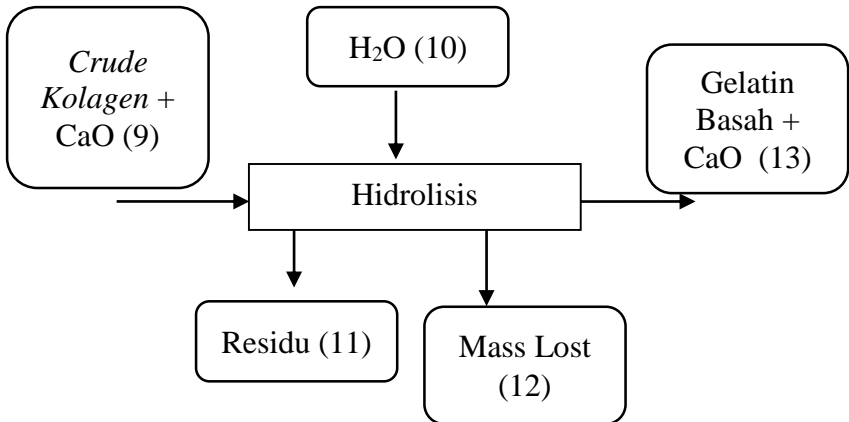 Crude
Kolagen +
CaO (9)
H₂O (10)
Gelatin
Basah +
CaO (13)
Hidrolisis
Residu (11)
Mass Lost
(12)